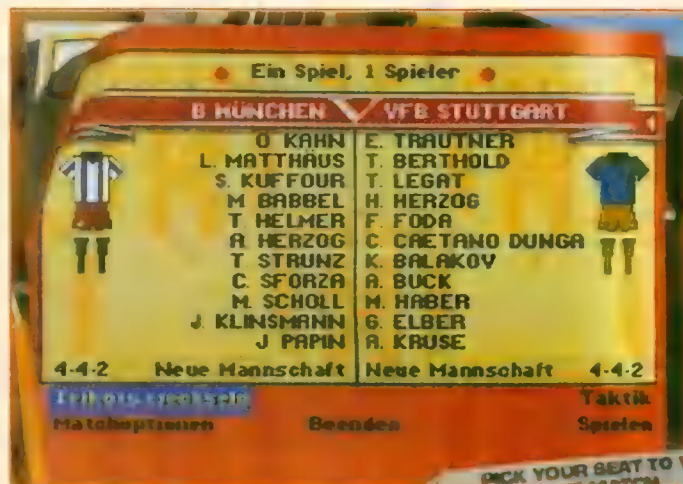 Ein Spiel, 1 Spieler
B MÜNCHEN VFB STUTTGART
O KAHN E. TRAUTNER
L. MATTHÄUS T. BERTHOLD
S. KUFFOUR T. LEGAT
M BABBEL H. HERZOG
T. HELMER F. FODA
A. HERZOG C. CAETANO DUNGA
T. STRUNZ K. BALAKOV
C. SFORZA A. BUCK
M. SCHOLL M. HABER
J. KLINSMANN G. ELBER
J PAPIN A. KRUSE
4-4-2 Neue Mannschaft Neue Mannschaft 4-4-2
Taktik
Matchoptionen Beenden Spielen
PICK YOUR BEAT TO